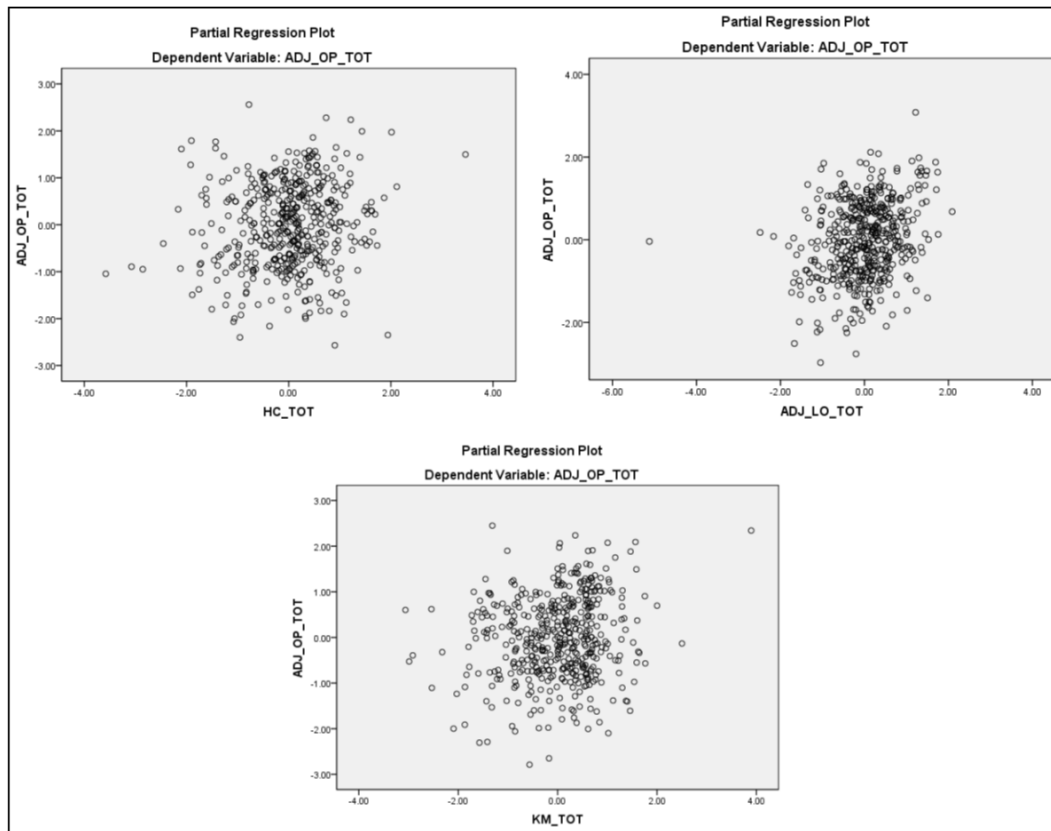 Partial Regression Plot
Dependent Variable: ADJ_OP_TOT
3.00
2.00
1.00
0.00
-1.00
-2.00
-3.00
ADJ_OP_TOT
-4.00 -2.00 0.00 2.00 4.00
HC_TOT
Partial Regression Plot
Dependent Variable: ADJ_OP_TOT
4.00
2.00
0.00
-2.00
ADJ_OP_TOT
-6.00 -4.00 -2.00 0.00 2.00 4.00
ADJ_LO_TOT
Partial Regression Plot
Dependent Variable: ADJ_OP_TOT
3.00
2.00
1.00
0.00
-1.00
-2.00
-3.00
ADJ_OP_TOT
-4.00 -2.00 0.00 2.00 4.00
KM_TOT